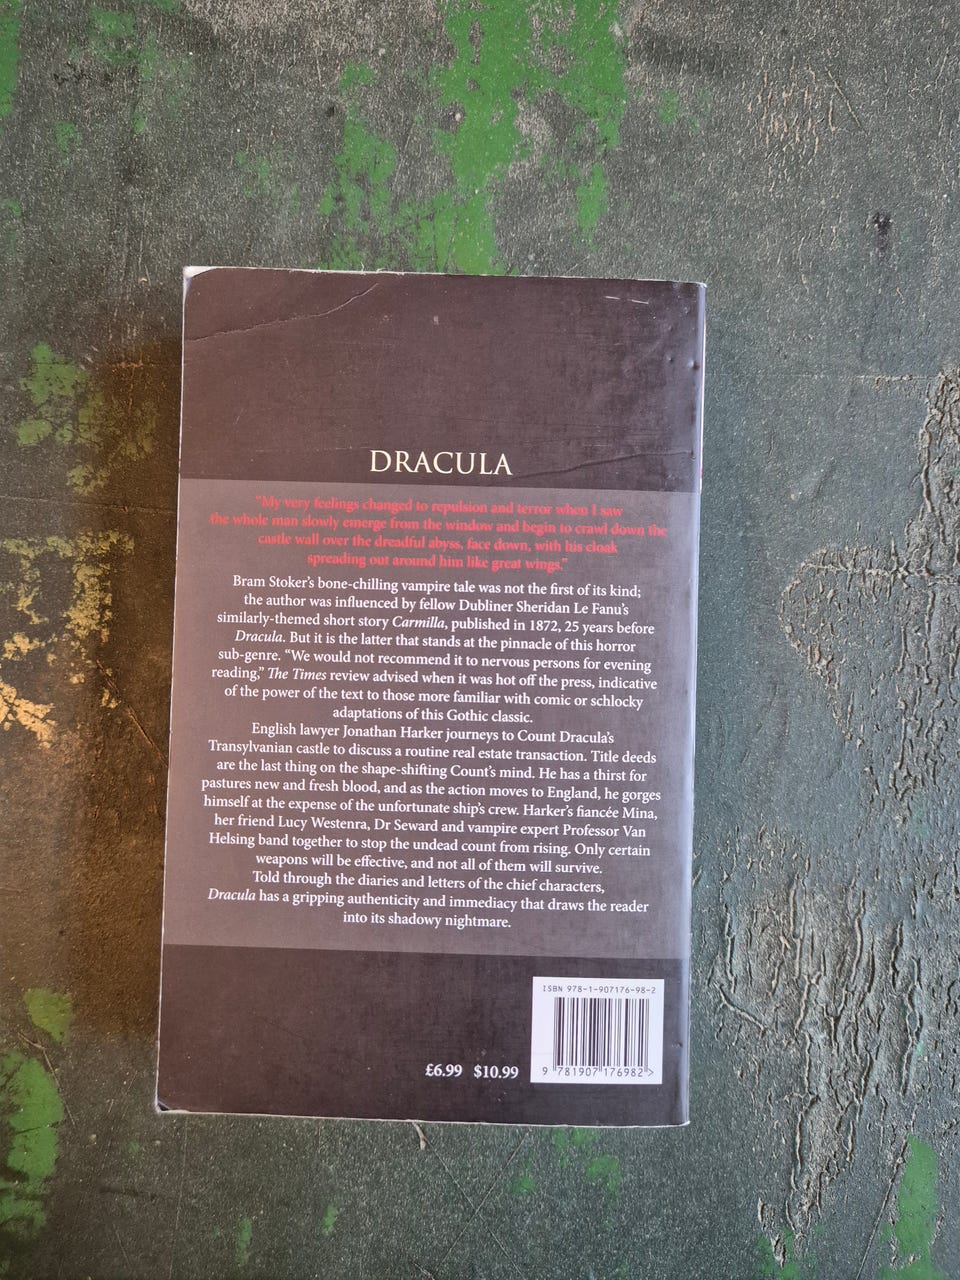 DRACULA
“My very feelings changed to repulsion and terror when I saw
the whole man slowly emerge from the window and begin to crawl down the
castle wall over the dreadful abyss, face down, with his cloak
spreading out around him like great wings.”
Bram Stoker’s bone-chilling vampire tale was not the first of its kind;
the author was influenced by fellow Dubliner Sheridan Le Fanu’s
similarly-themed short story Carmilla, published in 1872, 25 years before
Dracula. But it is the latter that stands at the pinnacle of this horror
sub-genre. “We would not recommend it to nervous persons for evening
reading,” The Times review advised when it was hot off the press, indicative
of the power of the text to those more familiar with comic or schlocky
adaptations of this Gothic classic.
English lawyer Jonathan Harker journeys to Count Dracula’s
Transylvanian castle to discuss a routine real estate transaction. Title deeds
are the last thing on the shape-shifting Count’s mind. He has a thirst for
pastures new and fresh blood, and as the action moves to England, he gorges
himself at the expense of the unfortunate ship’s crew. Harker’s fiancée Mina,
her friend Lucy Westenra, Dr Seward and vampire expert Professor Van
Helsing band together to stop the undead count from rising. Only certain
weapons will be effective, and not all of them will survive.
Told through the diaries and letters of the chief characters,
Dracula has a gripping authenticity and immediacy that draws the reader
into its shadowy nightmare.
ISBN 978-1-907176-98-2
£6.99 $10.99
9 781907 176982 >